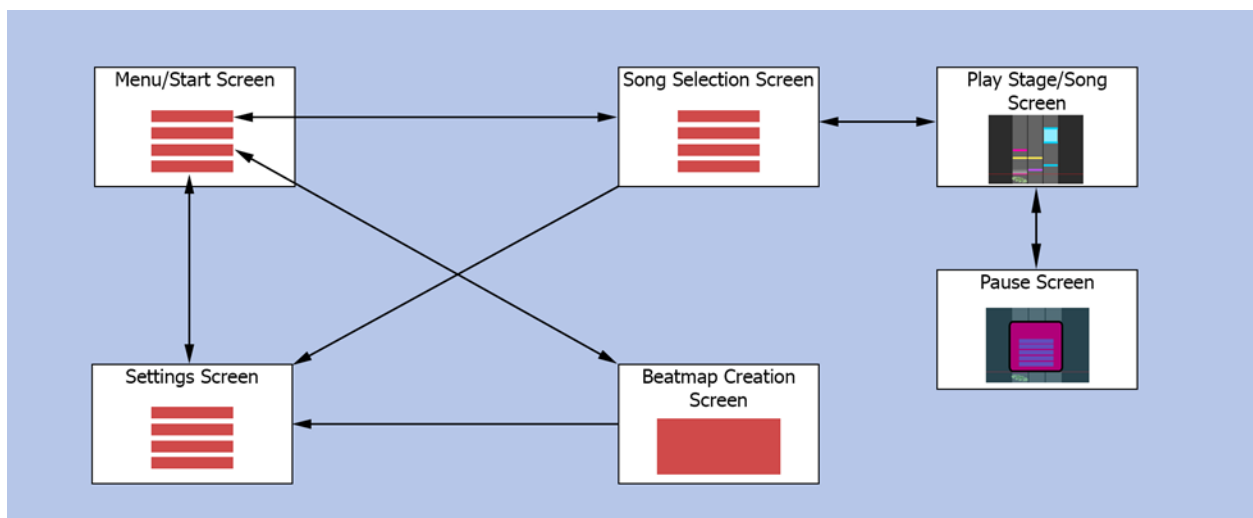 Menu/Start Screen
Song Selection Screen
Play Stage/Song
Screen
Pause Screen
Settings Screen
Beatmap Creation
Screen